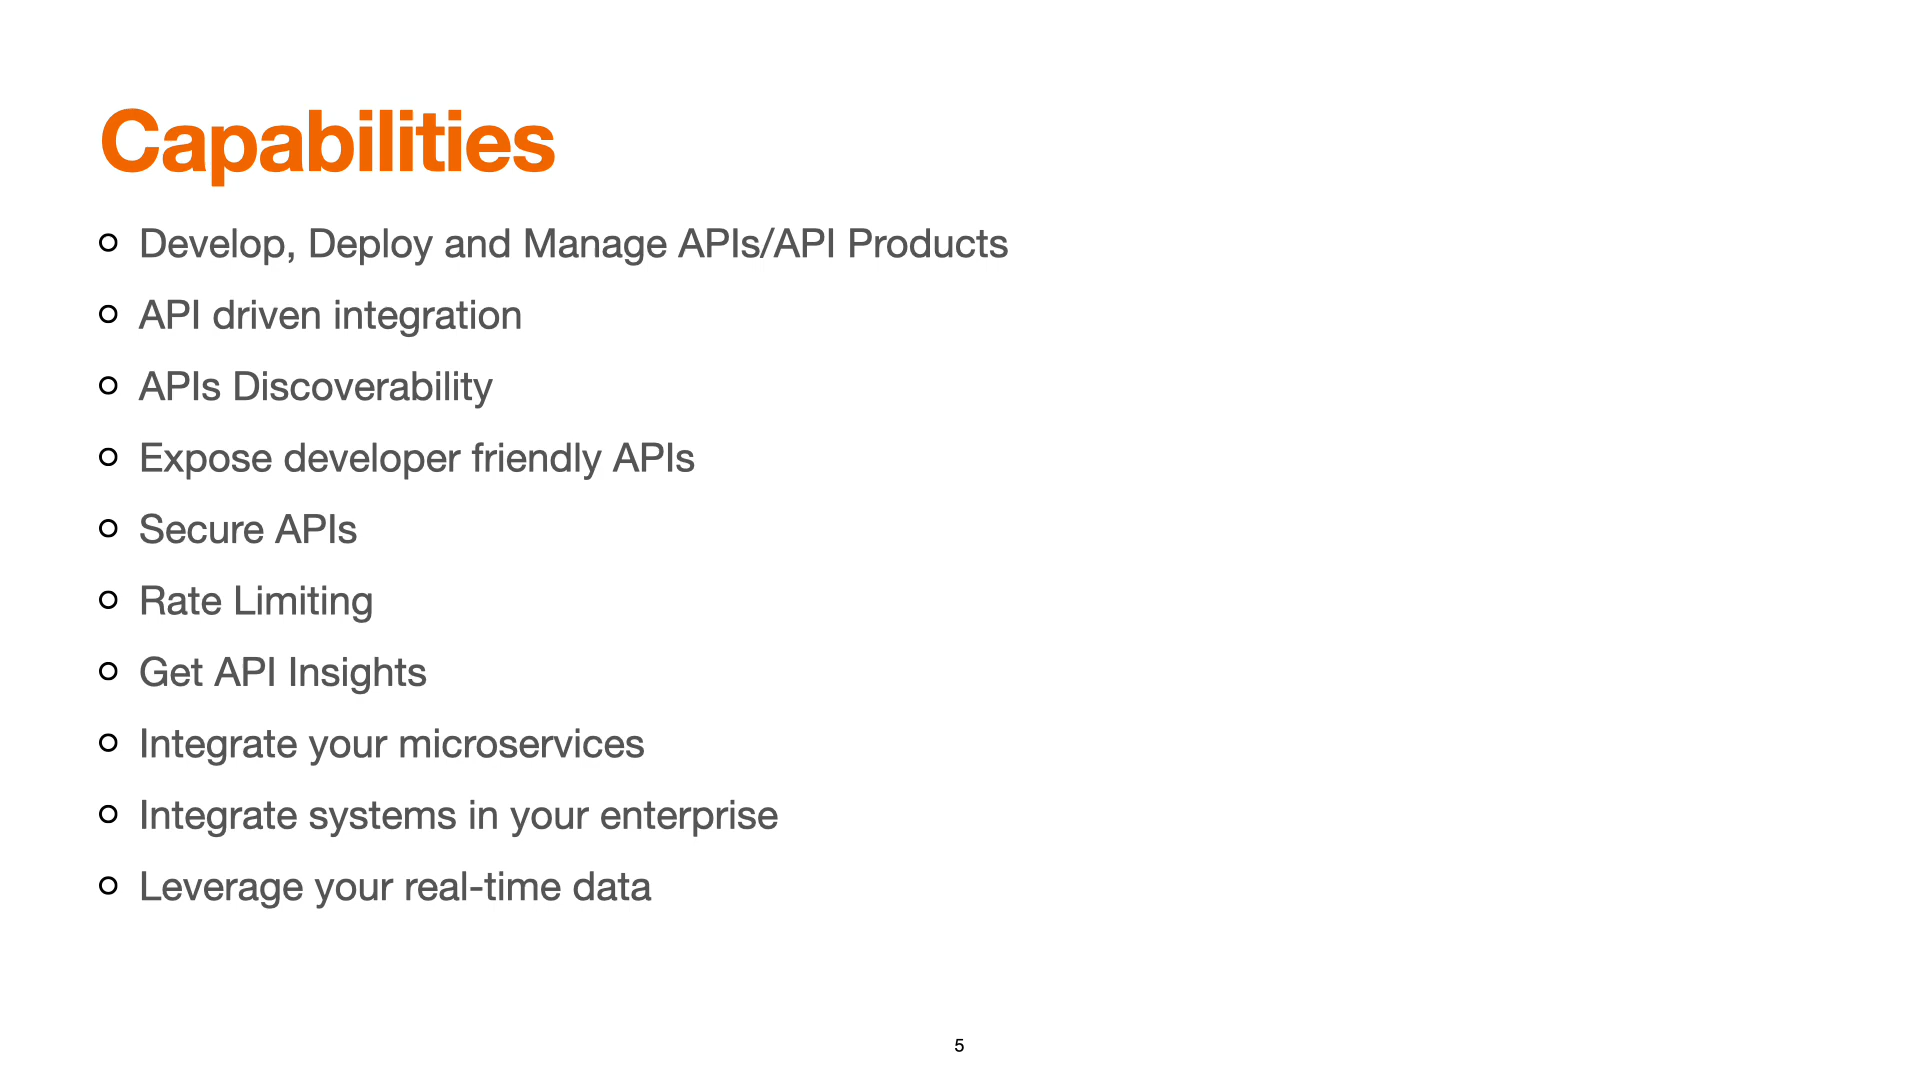 Capabilities
Develop, Deploy and Manage APIs/API Products
API driven integration
APIs Discoverability
Expose developer friendly APIs
Secure APIs
Rate Limiting
Get API Insights
Integrate your microservices
Integrate systems in your enterprise
Leverage your real-time data
5